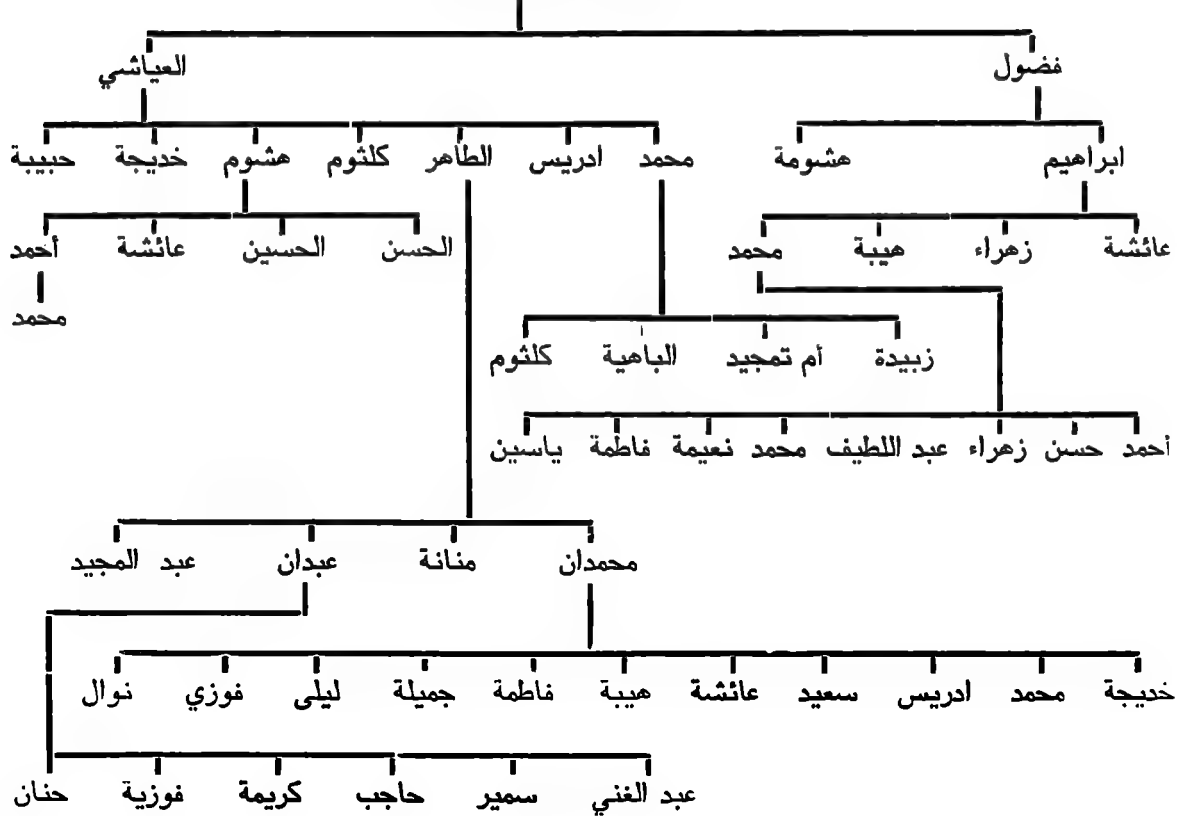 فضول العياشي
ابراهيم هشومة محمد ادريس الطاهر كلثوم هشوم خديجة حبيبة
عائشة زهراء هيبة محمد الحسن الحسين عائشة أحمد
محمد
زبيدة أم تمجيد الباهية كلثوم
أحمد حسن زهراء عبد اللطيف محمد نعيمة فاطمة ياسين
محمدان منانة عبدان عبد المجيد
خديجة محمد ادريس سعيد عائشة هيبة فاطمة جميلة ليلى فوزي نوال
عبد الغني سمير حاجب كريمة فوزية حنان